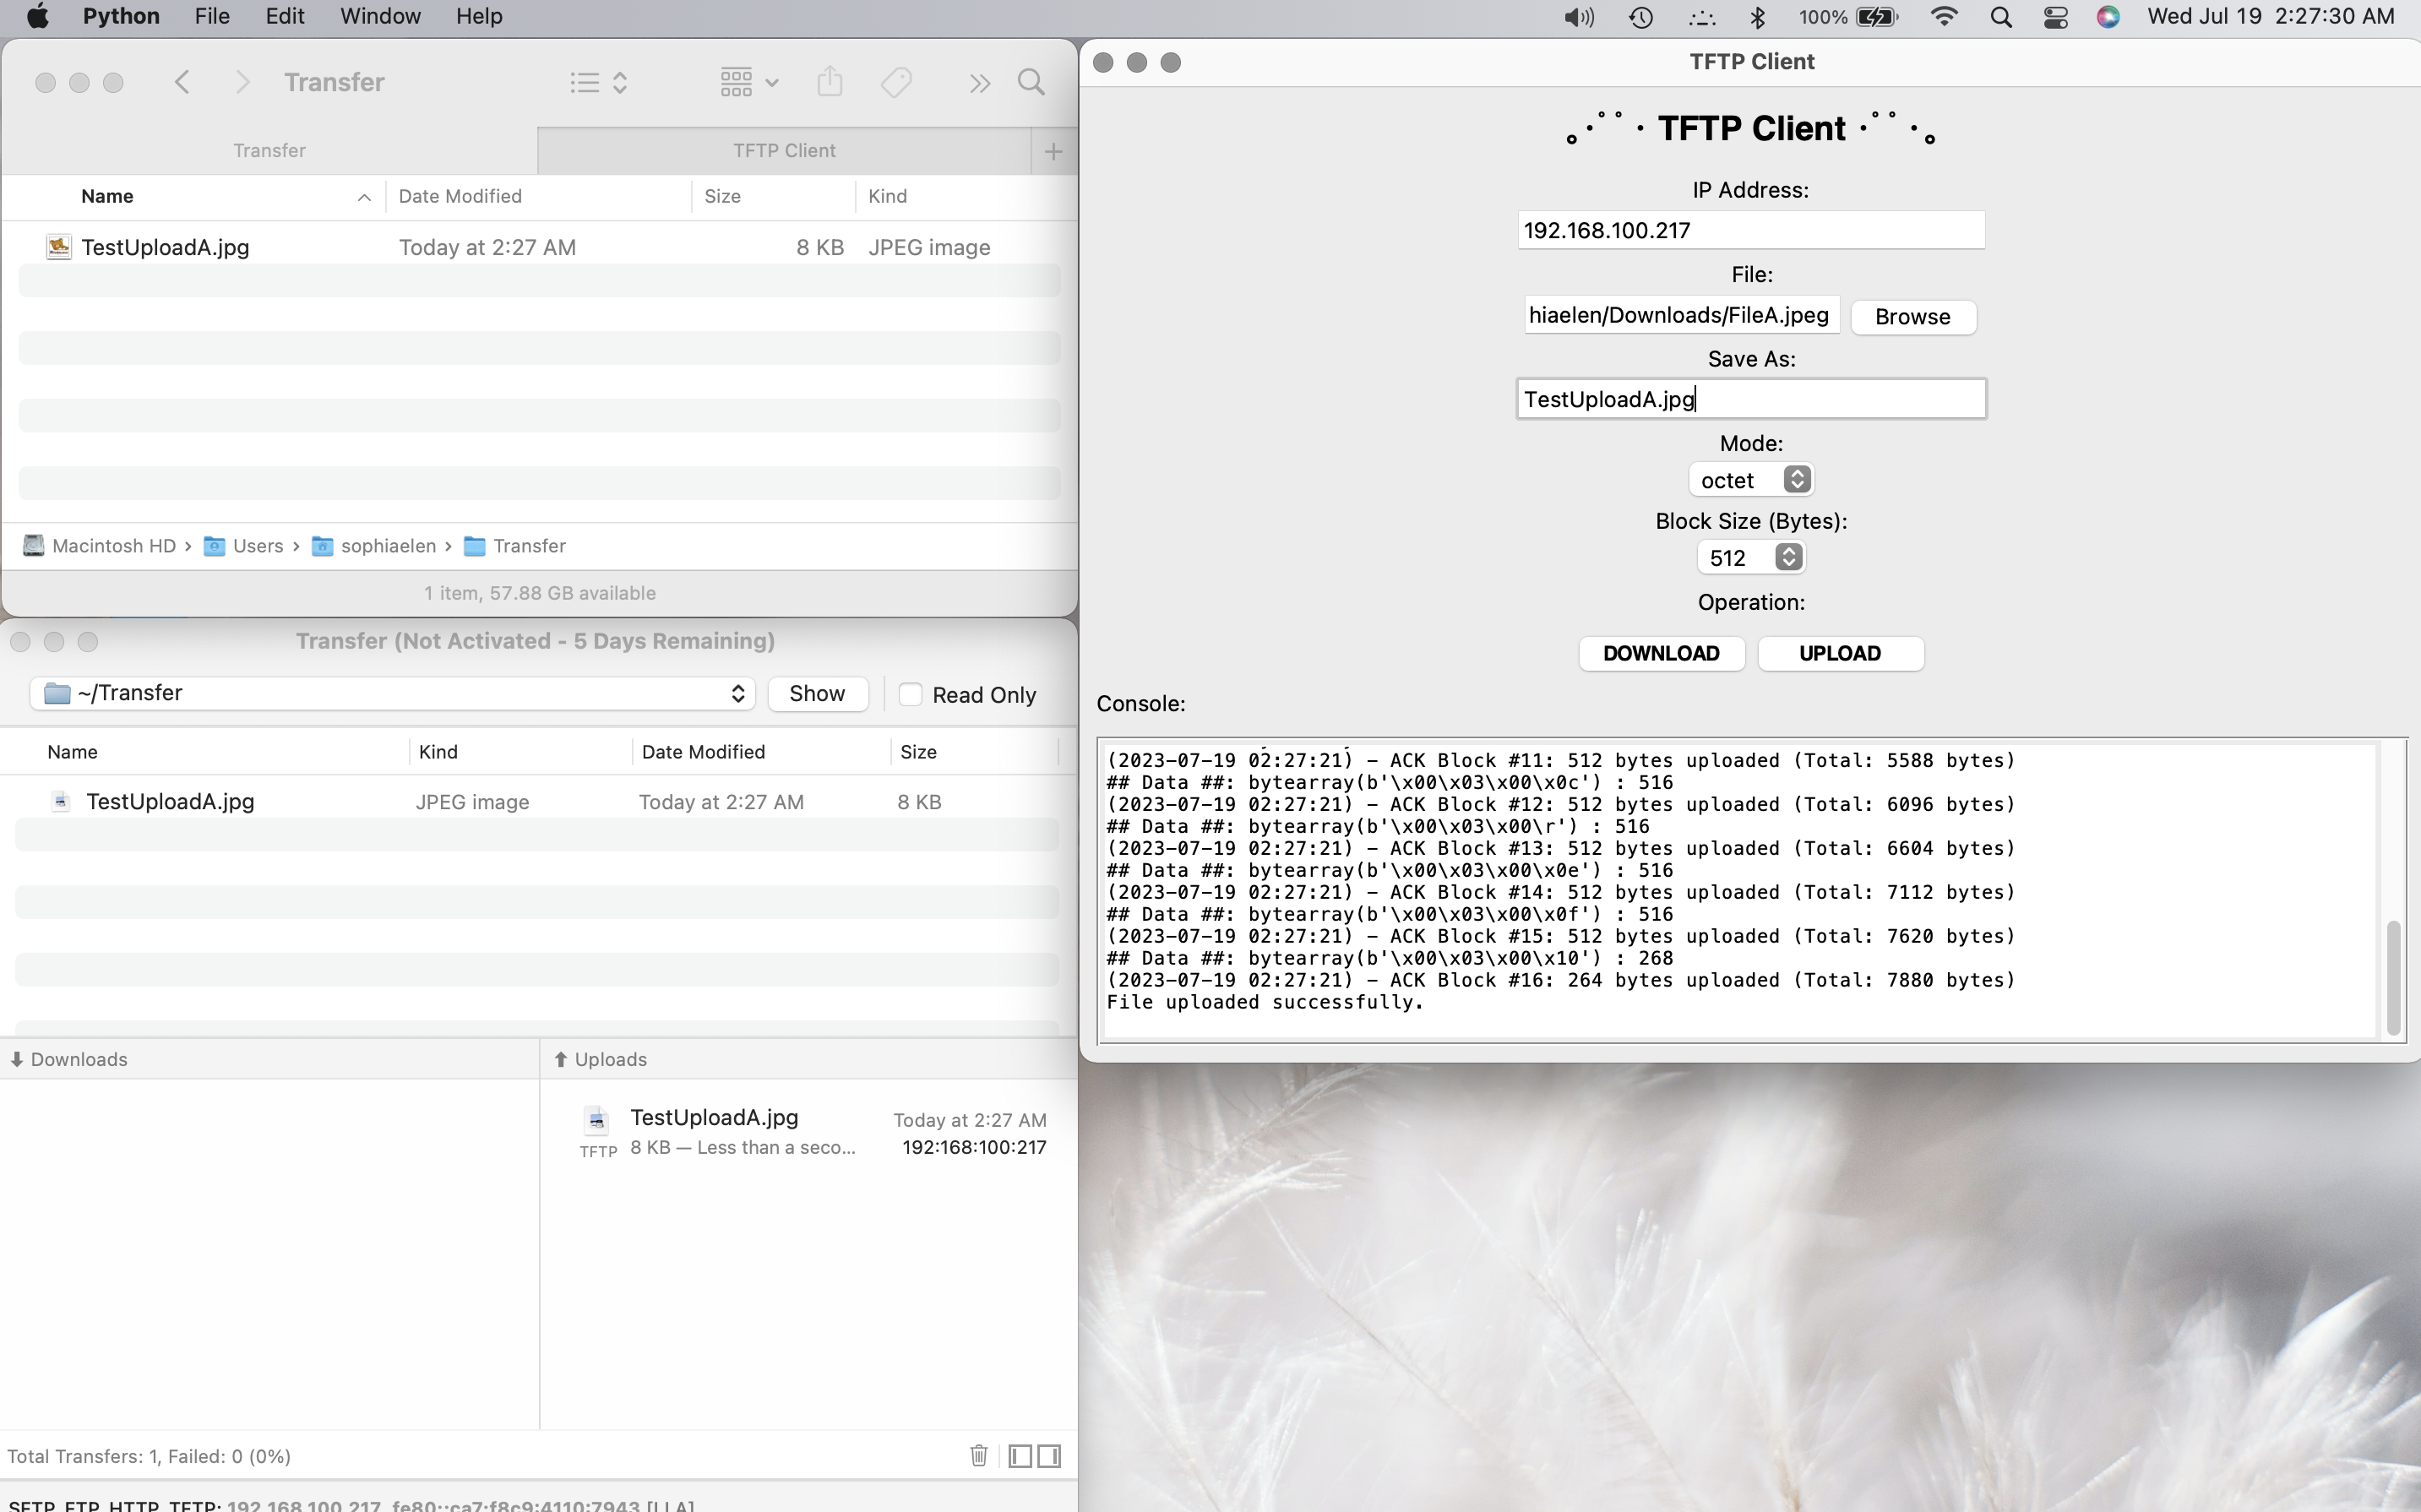 Python File Edit Window Help 100% Wed Jul 19 2:27:30 AM
Transfer
Transfer TFTP Client
Name Date Modified Size Kind
TestUploadA.jpg Today at 2:27 AM 8 KB JPEG image
Macintosh HD › Users › sophiaelen › Transfer
1 item, 57.88 GB available
Transfer (Not Activated - 5 Days Remaining)
~/Transfer Show Read Only
Name Kind Date Modified Size
TestUploadA.jpg JPEG image Today at 2:27 AM 8 KB
Downloads Uploads
TestUploadA.jpg Today at 2:27 AM
TFTP 8 KB — Less than a seco... 192:168:100:217
Total Transfers: 1, Failed: 0 (0%)
SFTP, FTP, HTTP, TFTP: 192.168.100.217, fe80::ca7:f8c9:4110:7943 [LLA]
TFTP Client
｡･ﾟﾟ･ TFTP Client ･ﾟﾟ･｡
IP Address:
192.168.100.217
File:
hiaelen/Downloads/FileA.jpeg Browse
Save As:
TestUploadA.jpg
Mode:
octet
Block Size (Bytes):
512
Operation:
DOWNLOAD UPLOAD
Console:
(2023-07-19 02:27:21) - ACK Block #11: 512 bytes uploaded (Total: 5588 bytes)
## Data ##: bytearray(b'\x00\x03\x00\x0c') : 516
(2023-07-19 02:27:21) - ACK Block #12: 512 bytes uploaded (Total: 6096 bytes)
## Data ##: bytearray(b'\x00\x03\x00\r') : 516
(2023-07-19 02:27:21) - ACK Block #13: 512 bytes uploaded (Total: 6604 bytes)
## Data ##: bytearray(b'\x00\x03\x00\x0e') : 516
(2023-07-19 02:27:21) - ACK Block #14: 512 bytes uploaded (Total: 7112 bytes)
## Data ##: bytearray(b'\x00\x03\x00\x0f') : 516
(2023-07-19 02:27:21) - ACK Block #15: 512 bytes uploaded (Total: 7620 bytes)
## Data ##: bytearray(b'\x00\x03\x00\x10') : 268
(2023-07-19 02:27:21) - ACK Block #16: 264 bytes uploaded (Total: 7880 bytes)
File uploaded successfully.